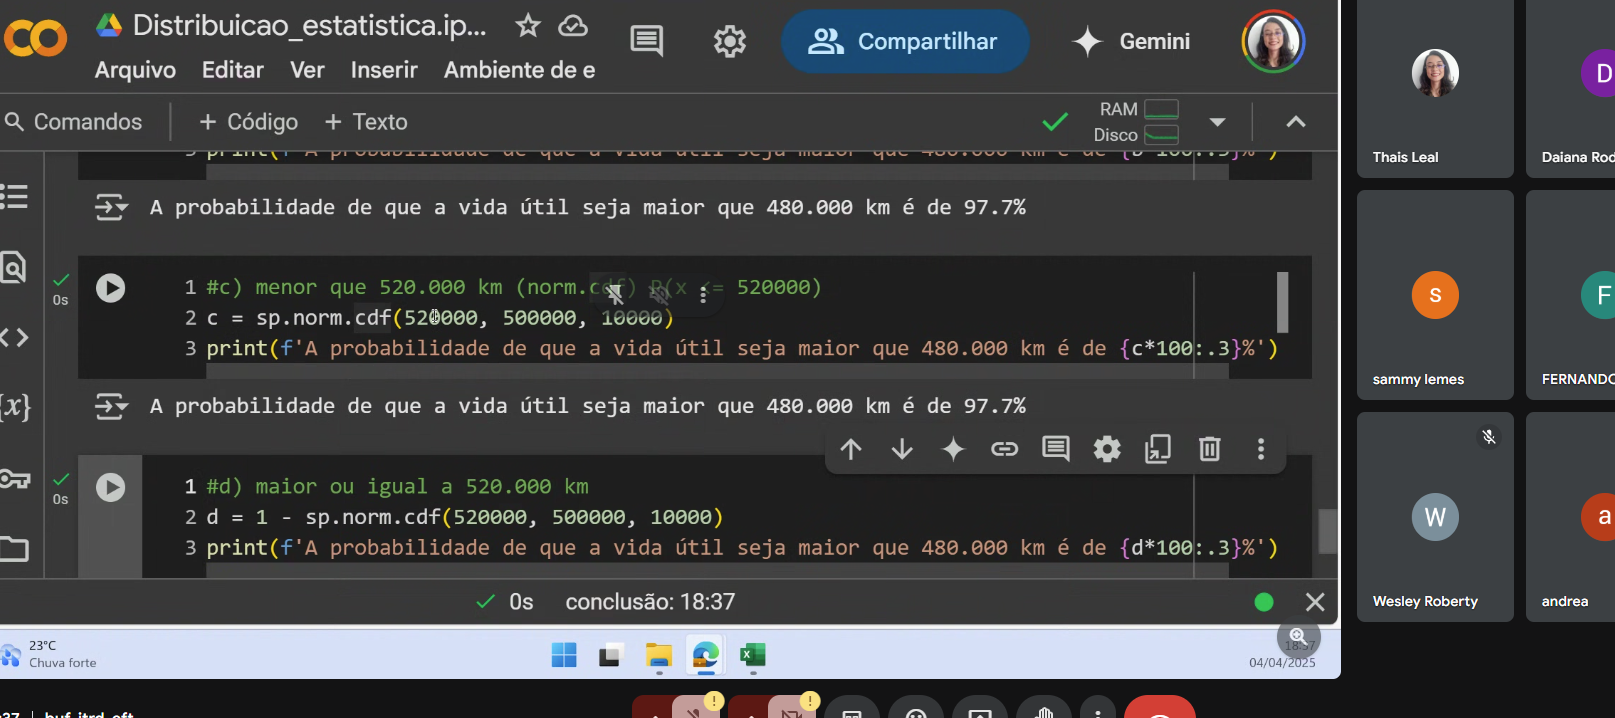 Distribuicao_estatistica.ip...
Compartilhar
Gemini
Arquivo Editar Ver Inserir Ambiente de e
Comandos + Código + Texto
RAM
Disco
A probabilidade de que a vida útil seja maior que 480.000 km é de 97.7%
0s
1 #c) menor que 520.000 km (norm.cdf) P(x <= 520000)
2 c = sp.norm.cdf(520000, 500000, 10000)
3 print(f'A probabilidade de que a vida útil seja maior que 480.000 km é de {c*100:.3}%')
A probabilidade de que a vida útil seja maior que 480.000 km é de 97.7%
0s
1 #d) maior ou igual a 520.000 km
2 d = 1 - sp.norm.cdf(520000, 500000, 10000)
3 print(f'A probabilidade de que a vida útil seja maior que 480.000 km é de {d*100:.3}%')
0s conclusão: 18:37
23°C
Chuva forte
18:37
04/04/2025
Thais Leal
D
Daiana Rod
s
sammy lemes
F
FERNANDO
W
Wesley Roberty
a
andrea